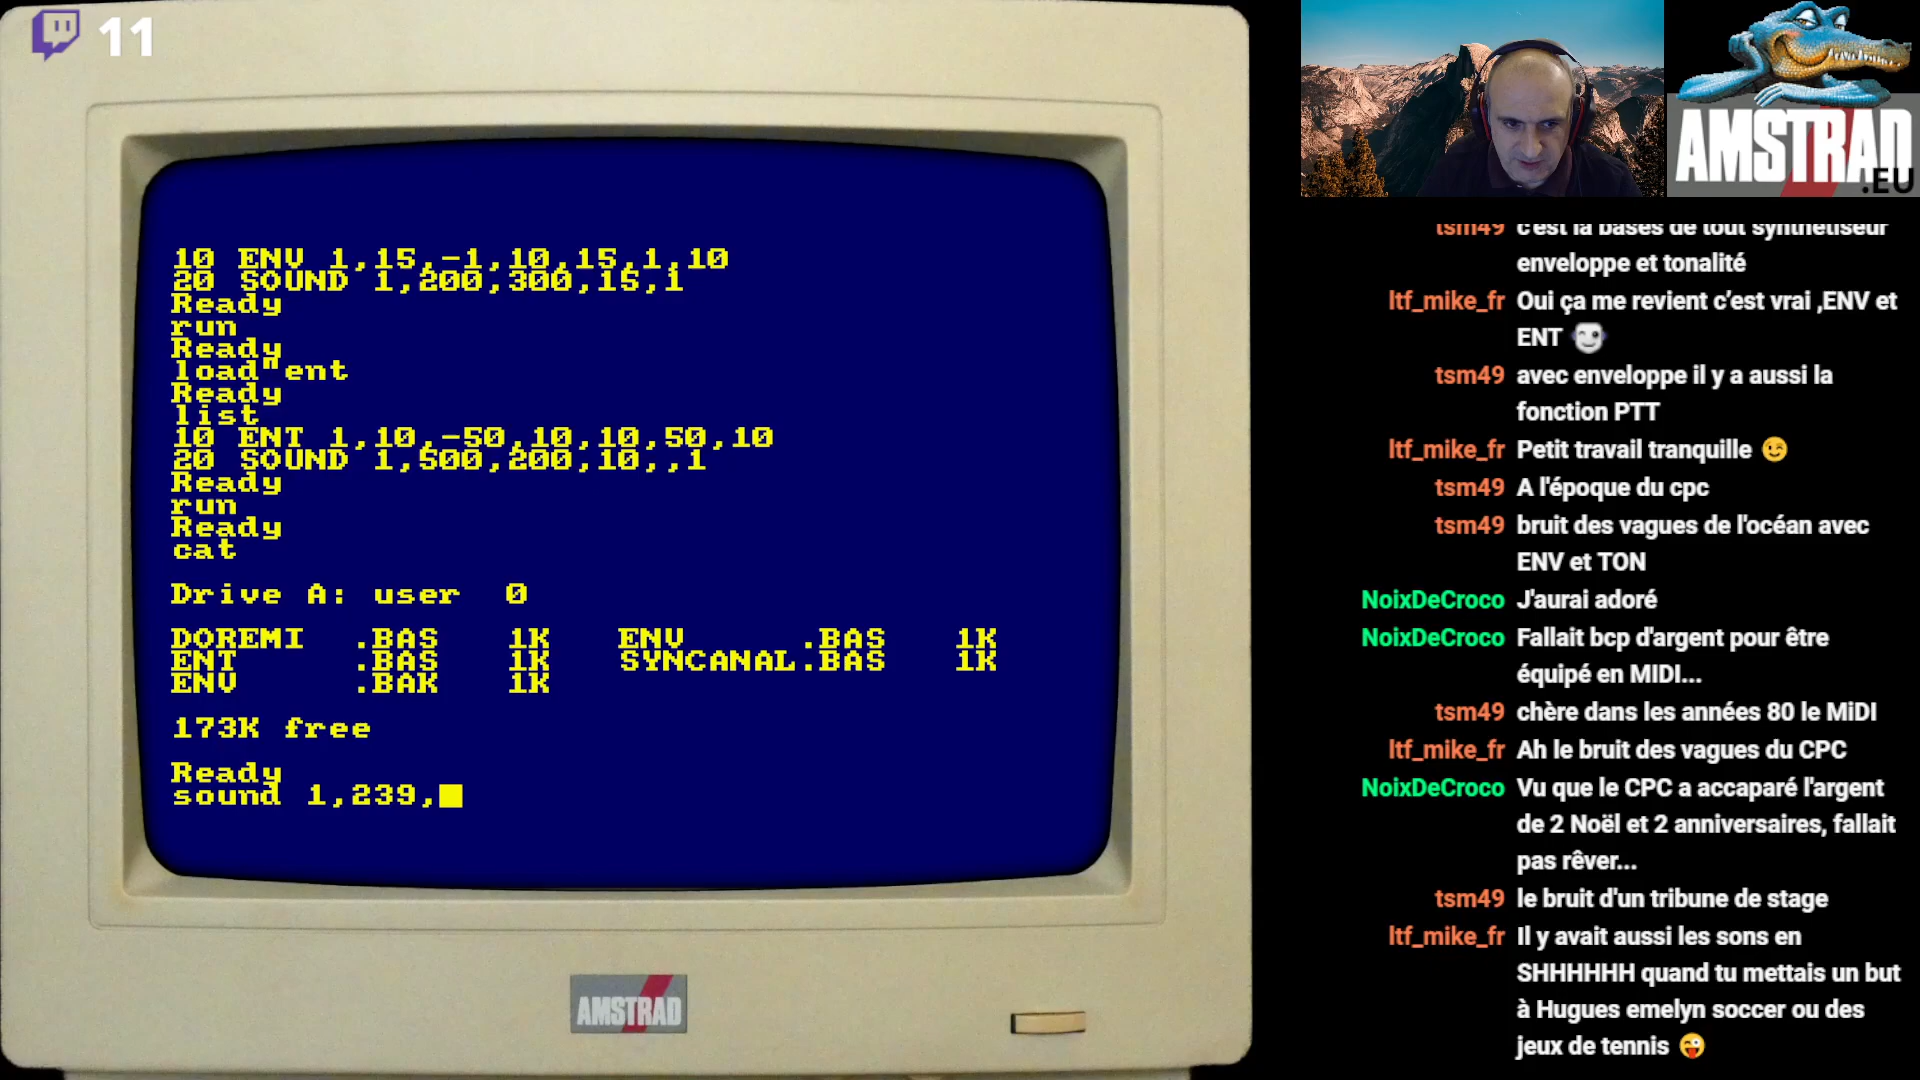 11
10 ENV 1,15,-1,10,15,1,10
20 SOUND 1,200,300,15,1
Ready
run
Ready
load"ent
Ready
list
10 ENT 1,10,-50,10,10,50,10
20 SOUND 1,500,200,10,,1
Ready
run
Ready
cat
Drive A: user 0
DOREMI .BAS 1K ENV .BAS 1K
ENT .BAS 1K SYNCANAL.BAS 1K
ENV .BAK 1K
173K free
Ready
sound 1,239,
AMSTRAD
AMSTRAD
.EU
tsm49 c'est la bases de tout synthétiseur
enveloppe et tonalité
ltf_mike_fr Oui ça me revient c'est vrai ,ENV et
ENT
tsm49 avec enveloppe il y a aussi la
fonction PTT
ltf_mike_fr Petit travail tranquille 😉
tsm49 A l'époque du cpc
tsm49 bruit des vagues de l'océan avec
ENV et TON
NoixDeCroco J'aurai adoré
NoixDeCroco Fallait bcp d'argent pour être
équipé en MIDI...
tsm49 chère dans les années 80 le MiDI
ltf_mike_fr Ah le bruit des vagues du CPC
NoixDeCroco Vu que le CPC a accaparé l'argent
de 2 Noël et 2 anniversaires, fallait
pas rêver...
tsm49 le bruit d'un tribune de stage
ltf_mike_fr Il y avait aussi les sons en
SHHHHHH quand tu mettais un but
à Hugues emelyn soccer ou des
jeux de tennis 😜